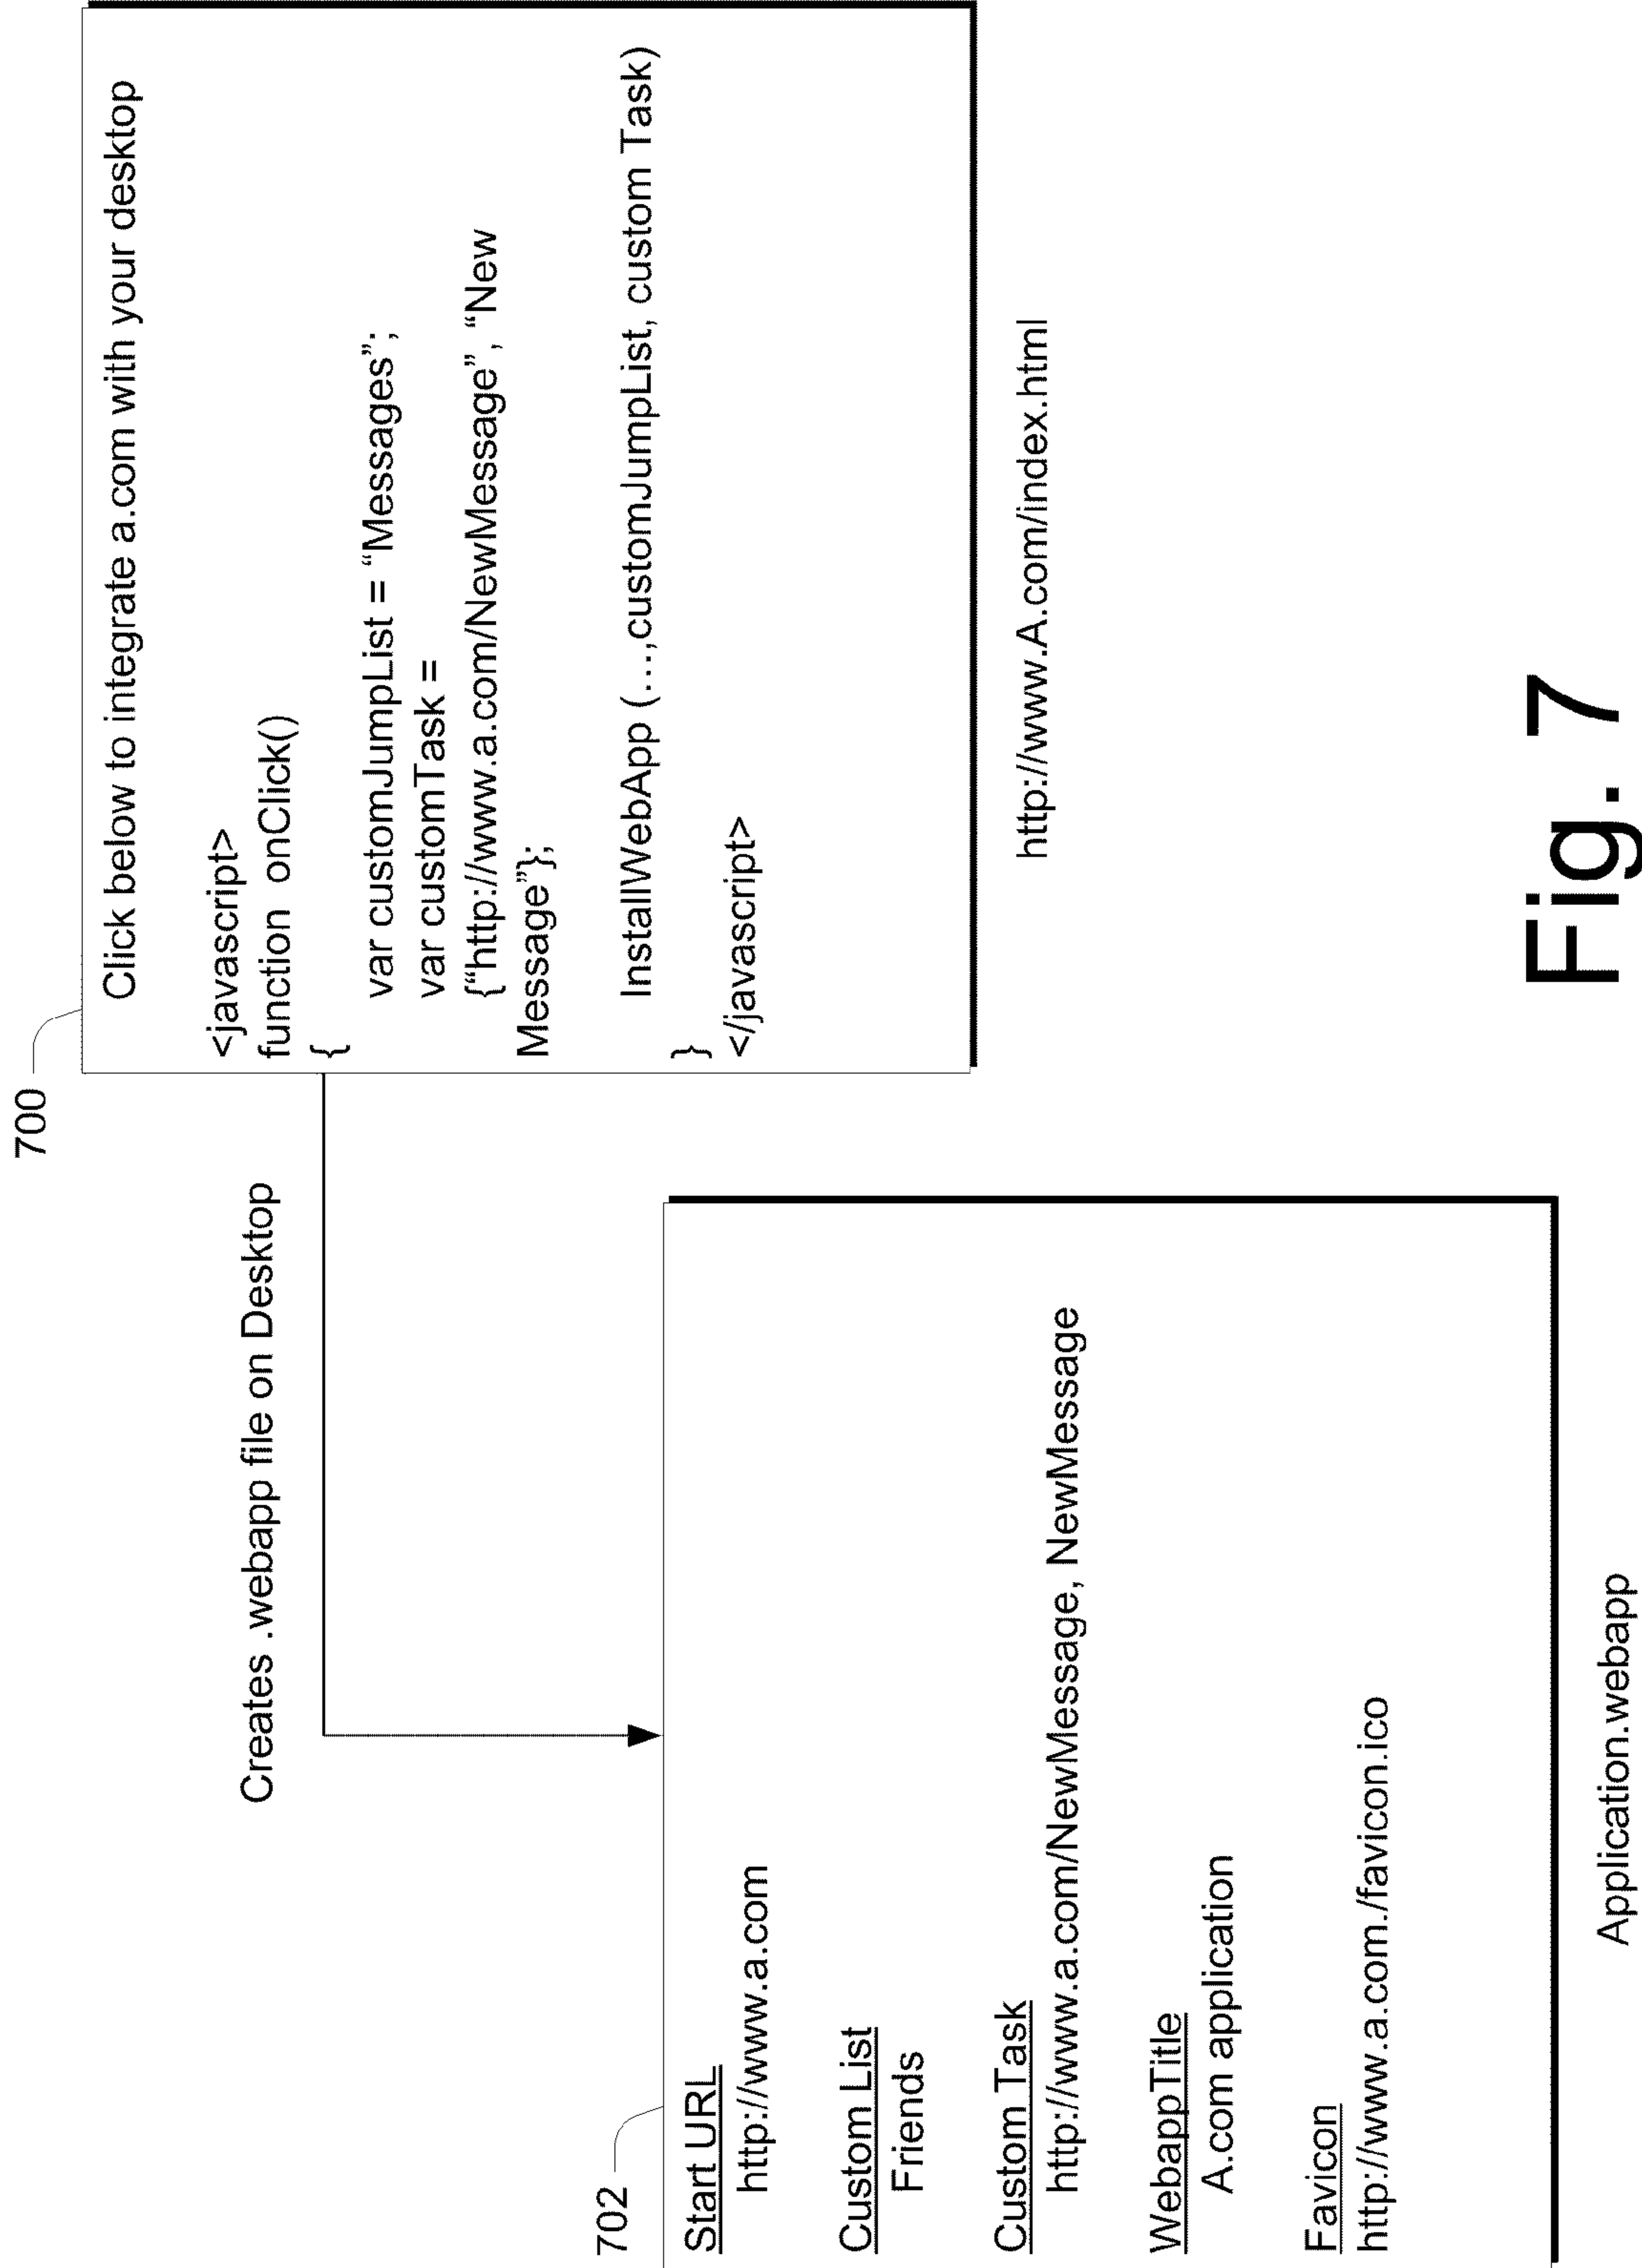 700
Click below to integrate a.com with your desktop
<javascript>
function onClick()
{
var customJumpList = “Messages”;
var customTask =
{“http://www.a.com/NewMessage”, “New
Message”};
InstallWebApp (…,customJumpList, custom Task)
}
</javascript>
http://www.A.com/index.html
Creates .webapp file on Desktop
702
Start URL
http://www.a.com
Custom List
Friends
Custom Task
http://www.a.com/NewMessage, NewMessage
WebappTitle
A.com application
Favicon
http://www.a.com./favicon.ico
Application.webapp
Fig. 7